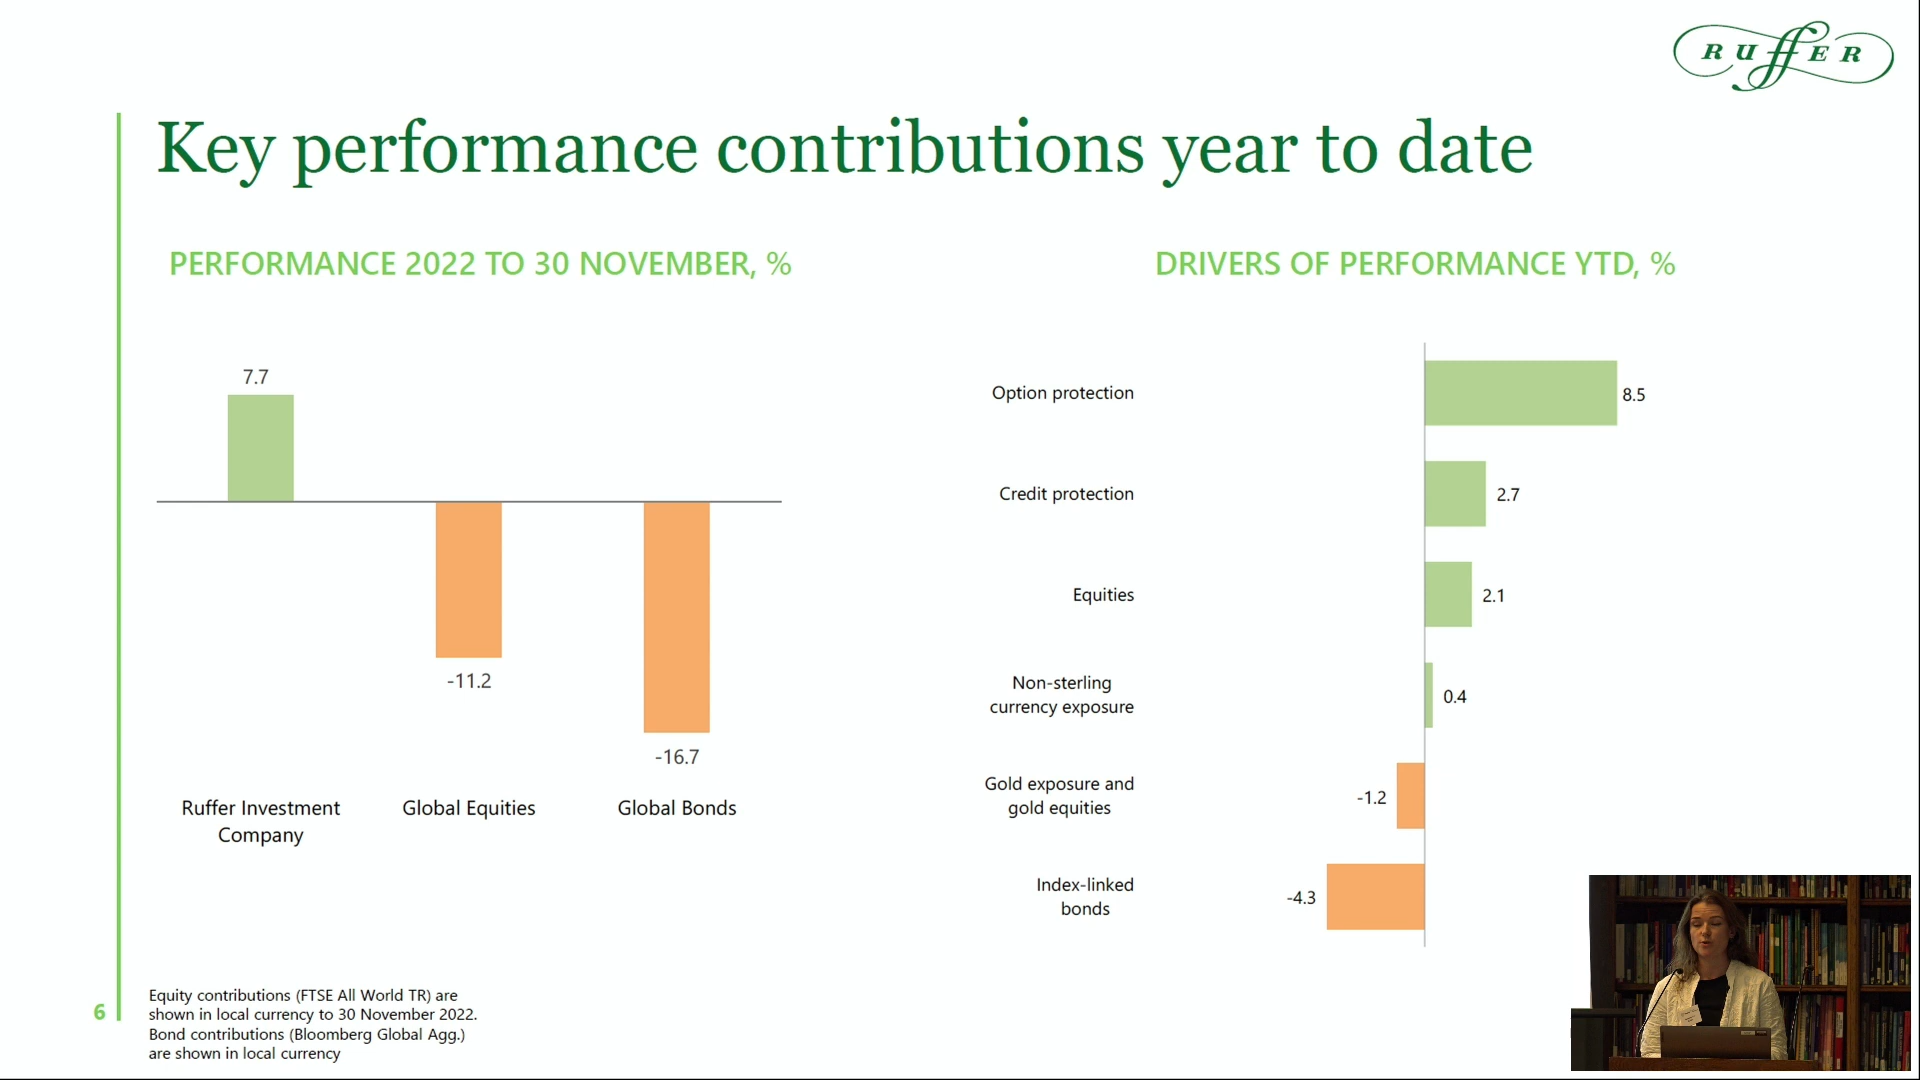 RUFFER
Key performance contributions year to date
PERFORMANCE 2022 TO 30 NOVEMBER, %
7.7
-11.2
-16.7
Ruffer Investment
Company
Global Equities
Global Bonds
DRIVERS OF PERFORMANCE YTD, %
Option protection
8.5
Credit protection
2.7
Equities
2.1
Non-sterling
currency exposure
0.4
Gold exposure and
gold equities
-1.2
Index-linked
bonds
-4.3
6
Equity contributions (FTSE All World TR) are
shown in local currency to 30 November 2022.
Bond contributions (Bloomberg Global Agg.)
are shown in local currency